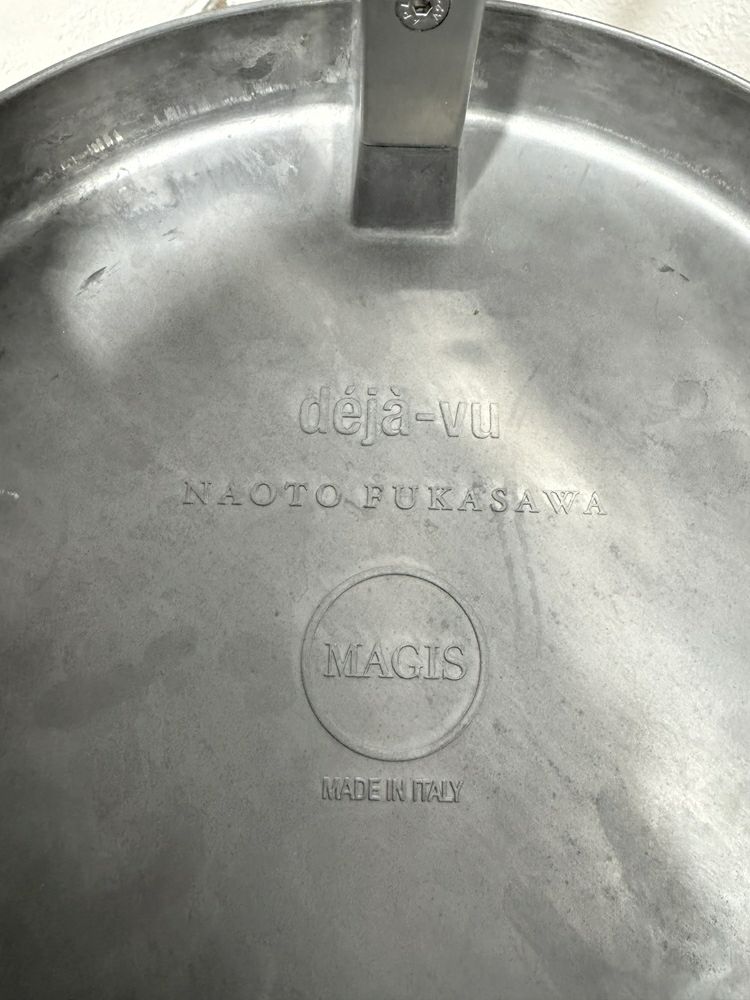 déjà-vu
NAOTO FUKASAWA
MAGIS
MADE IN ITALY